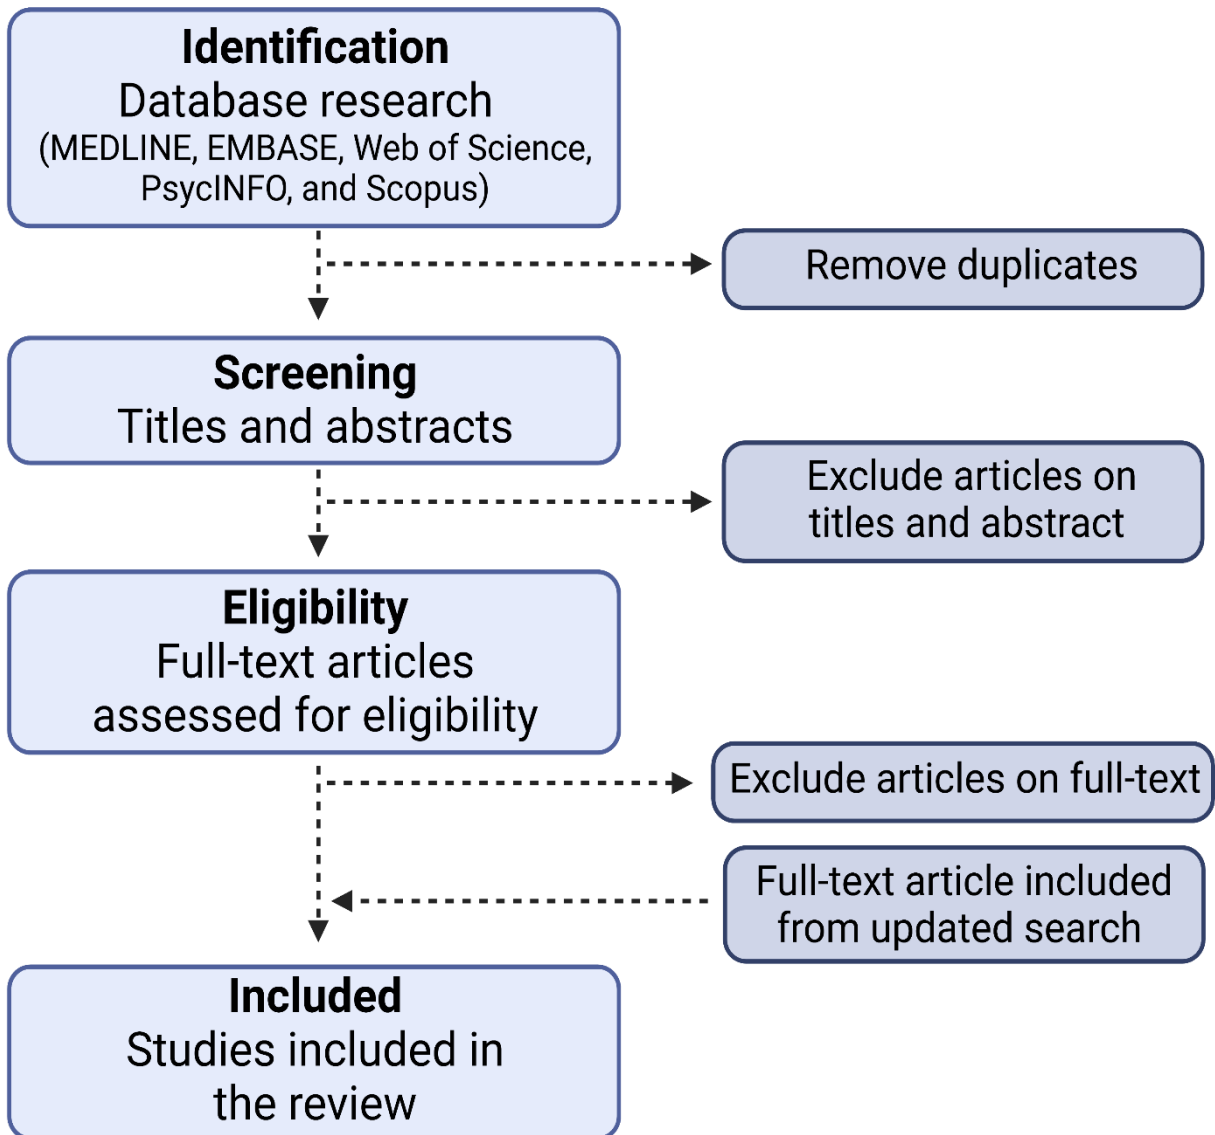 Identification
Database research
(MEDLINE, EMBASE, Web of Science,
PsycINFO, and Scopus)
Remove duplicates
Screening
Titles and abstracts
Exclude articles on
titles and abstract
Eligibility
Full-text articles
assessed for eligibility
Exclude articles on full-text
Full-text article included
from updated search
Included
Studies included in
the review